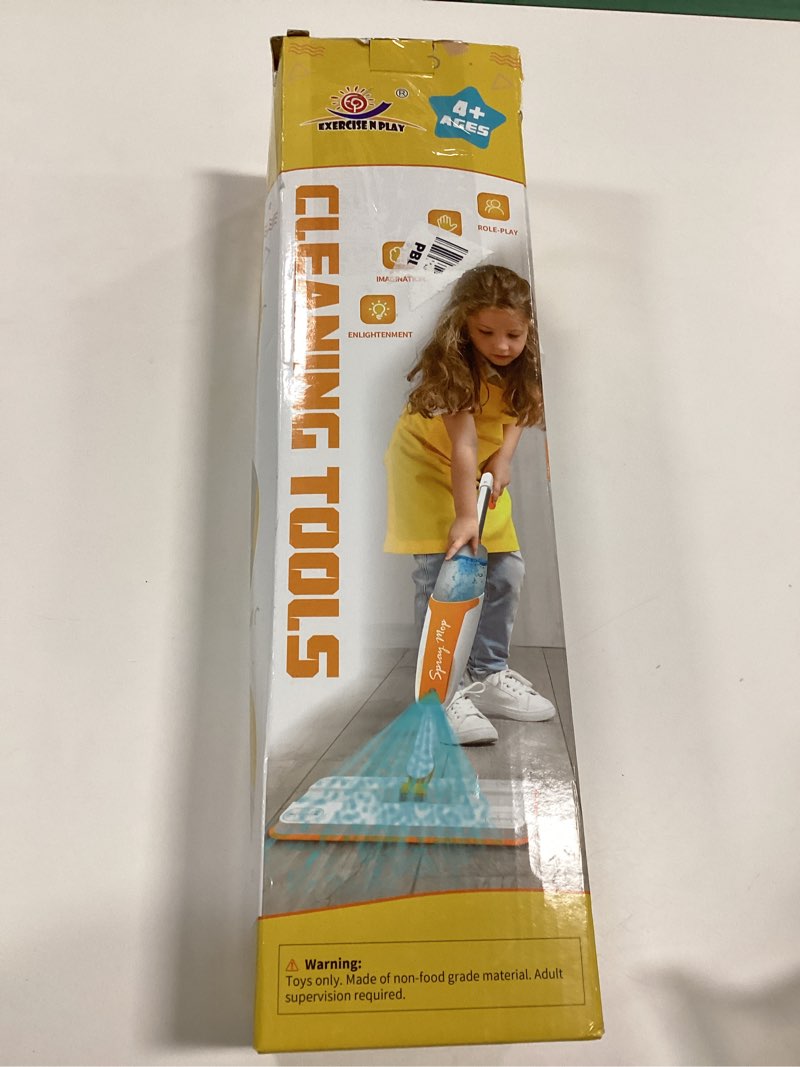 EXERCISE N PLAY
®
4+
AGES
CLEANING TOOLS
ROLE-PLAY
IMAGINATION
PBL
ENLIGHTENMENT
Spray Mop
Warning:
Toys only. Made of non-food grade material. Adult
supervision required.